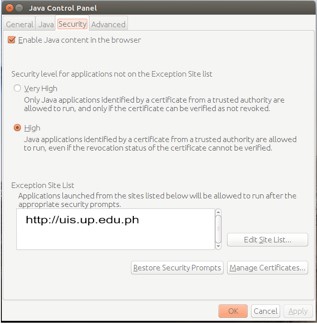 Java Control Panel
General Java Security Advanced
Enable Java content in the browser
Security level for applications not on the Exception Site list
Very High
Only Java applications identified by a certificate from a trusted authority are
allowed to run, and only if the certificate can be verified as not revoked.
High
Java applications identified by a certificate from a trusted authority are allowed
to run, even if the revocation status of the certificate cannot be verified.
Exception Site List
Applications launched from the sites listed below will be allowed to run after the
appropriate security prompts.
http://uis.up.edu.ph
Edit Site List...
Restore Security Prompts Manage Certificates...
OK Cancel Apply